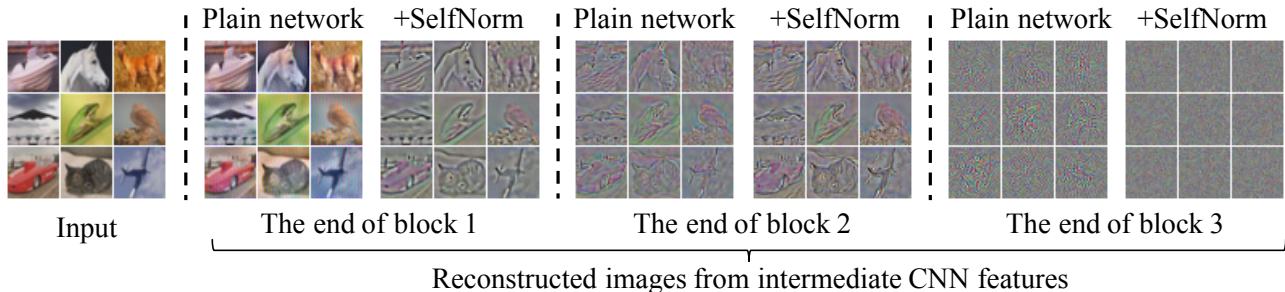 Plain network +SelfNorm Plain network +SelfNorm Plain network +SelfNorm
Input The end of block 1 The end of block 2 The end of block 3
Reconstructed images from intermediate CNN features